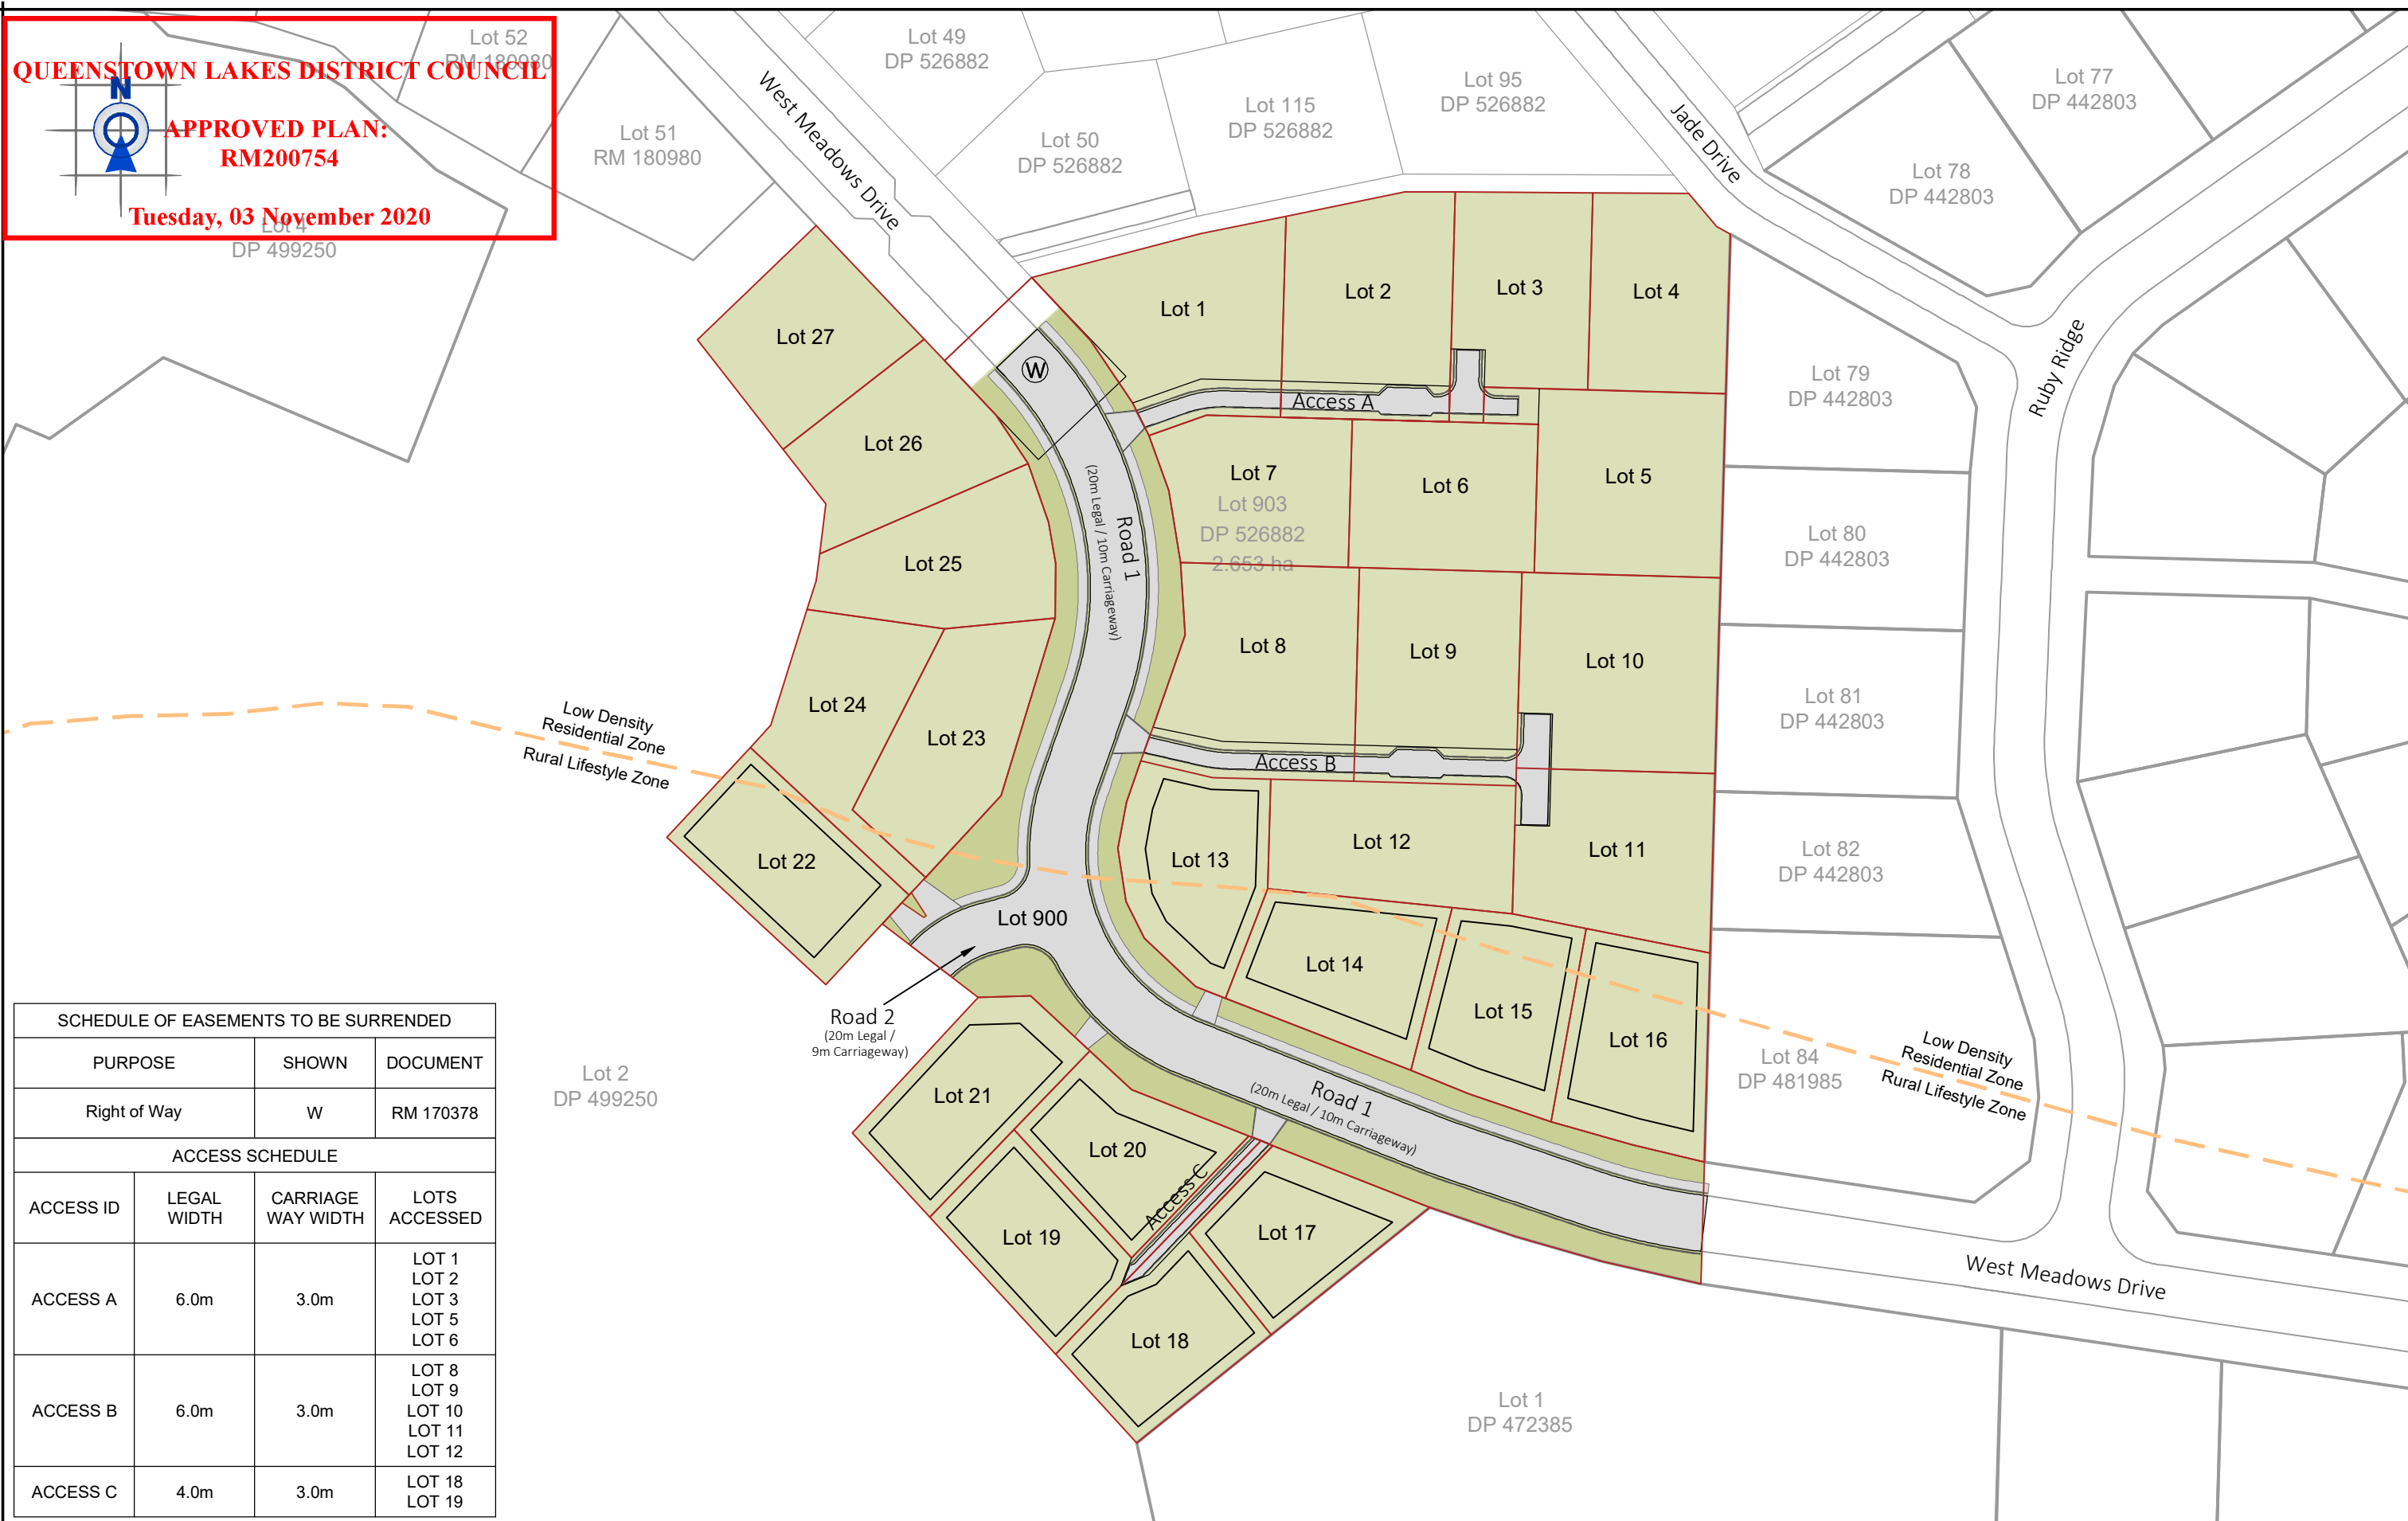 QUEENSTOWN LAKES DISTRICT COUNCIL
N
APPROVED PLAN:
RM200754
Tuesday, 03 November 2020
Lot 52
RM 180980
Lot 51
RM 180980
Lot 4
DP 499250
Lot 49
DP 526882
Lot 50
DP 526882
Lot 115
DP 526882
Lot 95
DP 526882
Lot 77
DP 442803
Lot 78
DP 442803
West Meadows Drive
Jade Drive
Ruby Ridge
Lot 1
Lot 2
Lot 3
Lot 4
Lot 27
W
Access A
Lot 26
Lot 7
Lot 903
DP 526882
2.653 ha
Lot 6
Lot 5
Lot 79
DP 442803
Lot 80
DP 442803
Lot 25
Road 1
(20m Legal / 10m Carriageway)
Lot 8
Lot 9
Lot 10
Lot 81
DP 442803
Lot 24
Lot 23
Low Density
Residential Zone
Rural Lifestyle Zone
Access B
Lot 22
Lot 13
Lot 12
Lot 11
Lot 82
DP 442803
Lot 900
Lot 14
Lot 15
Lot 16
Road 2
(20m Legal /
9m Carriageway)
Lot 84
DP 481985
Low Density
Residential Zone
Rural Lifestyle Zone
Lot 2
DP 499250
Lot 21
Lot 20
Road 1
(20m Legal / 10m Carriageway)
Access C
Lot 19
Lot 17
Lot 18
West Meadows Drive
Lot 1
DP 472385
SCHEDULE OF EASEMENTS TO BE SURRENDED
PURPOSE SHOWN DOCUMENT
Right of Way W RM 170378
ACCESS SCHEDULE
ACCESS ID LEGAL WIDTH CARRIAGE WAY WIDTH LOTS ACCESSED
ACCESS A 6.0m 3.0m LOT 1
LOT 2
LOT 3
LOT 5
LOT 6
ACCESS B 6.0m 3.0m LOT 8
LOT 9
LOT 10
LOT 11
LOT 12
ACCESS C 4.0m 3.0m LOT 18
LOT 19